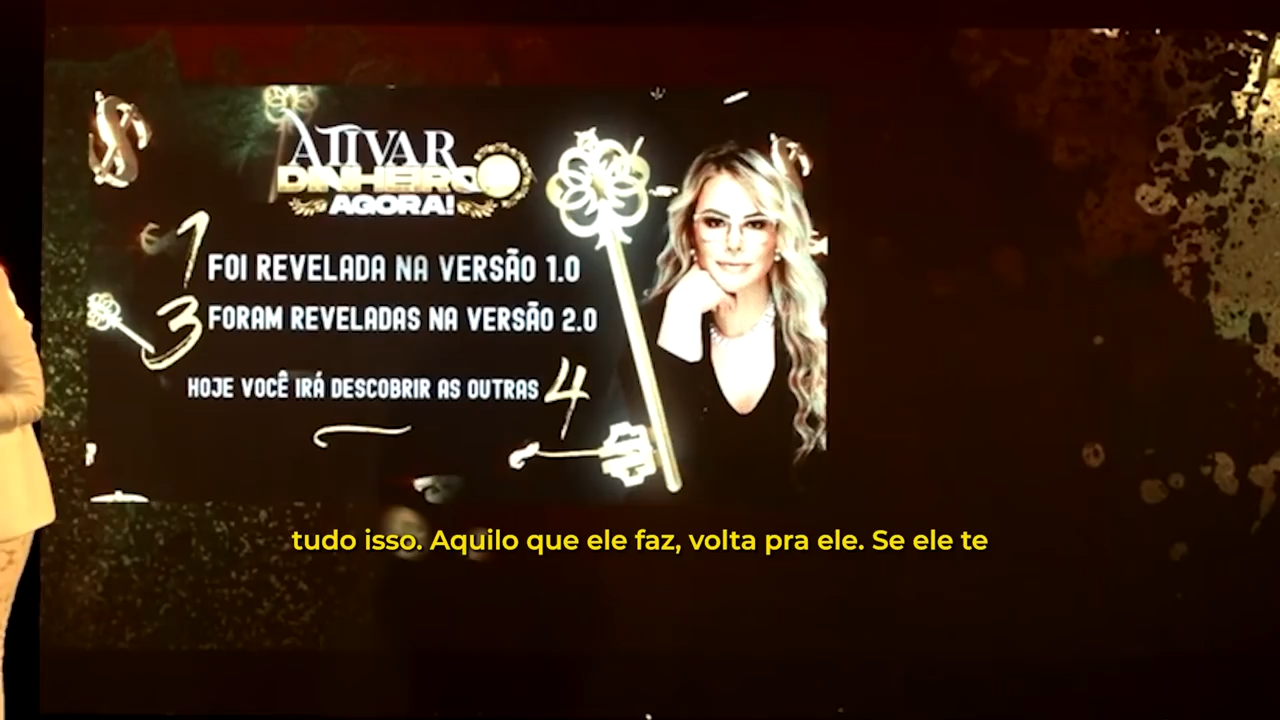 ATIVAR
DINHEIRO
AGORA!
1 FOI REVELADA NA VERSÃO 1.0
3 FORAM REVELADAS NA VERSÃO 2.0
HOJE VOCÊ IRÁ DESCOBRIR AS OUTRAS 4
tudo isso. Aquilo que ele faz, volta pra ele. Se ele te